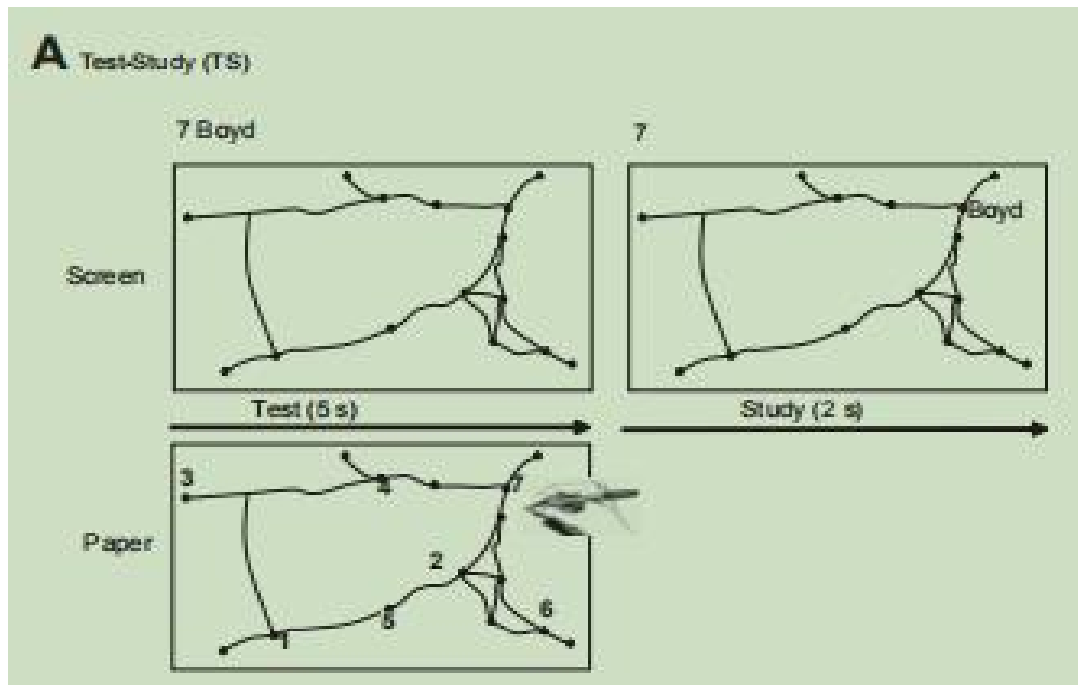 A Test-Study (TS)
7 Boyd
7
Boyd
Screen
Test (5 s)
Study (2 s)
3
4
7
Paper
2
5
6
1